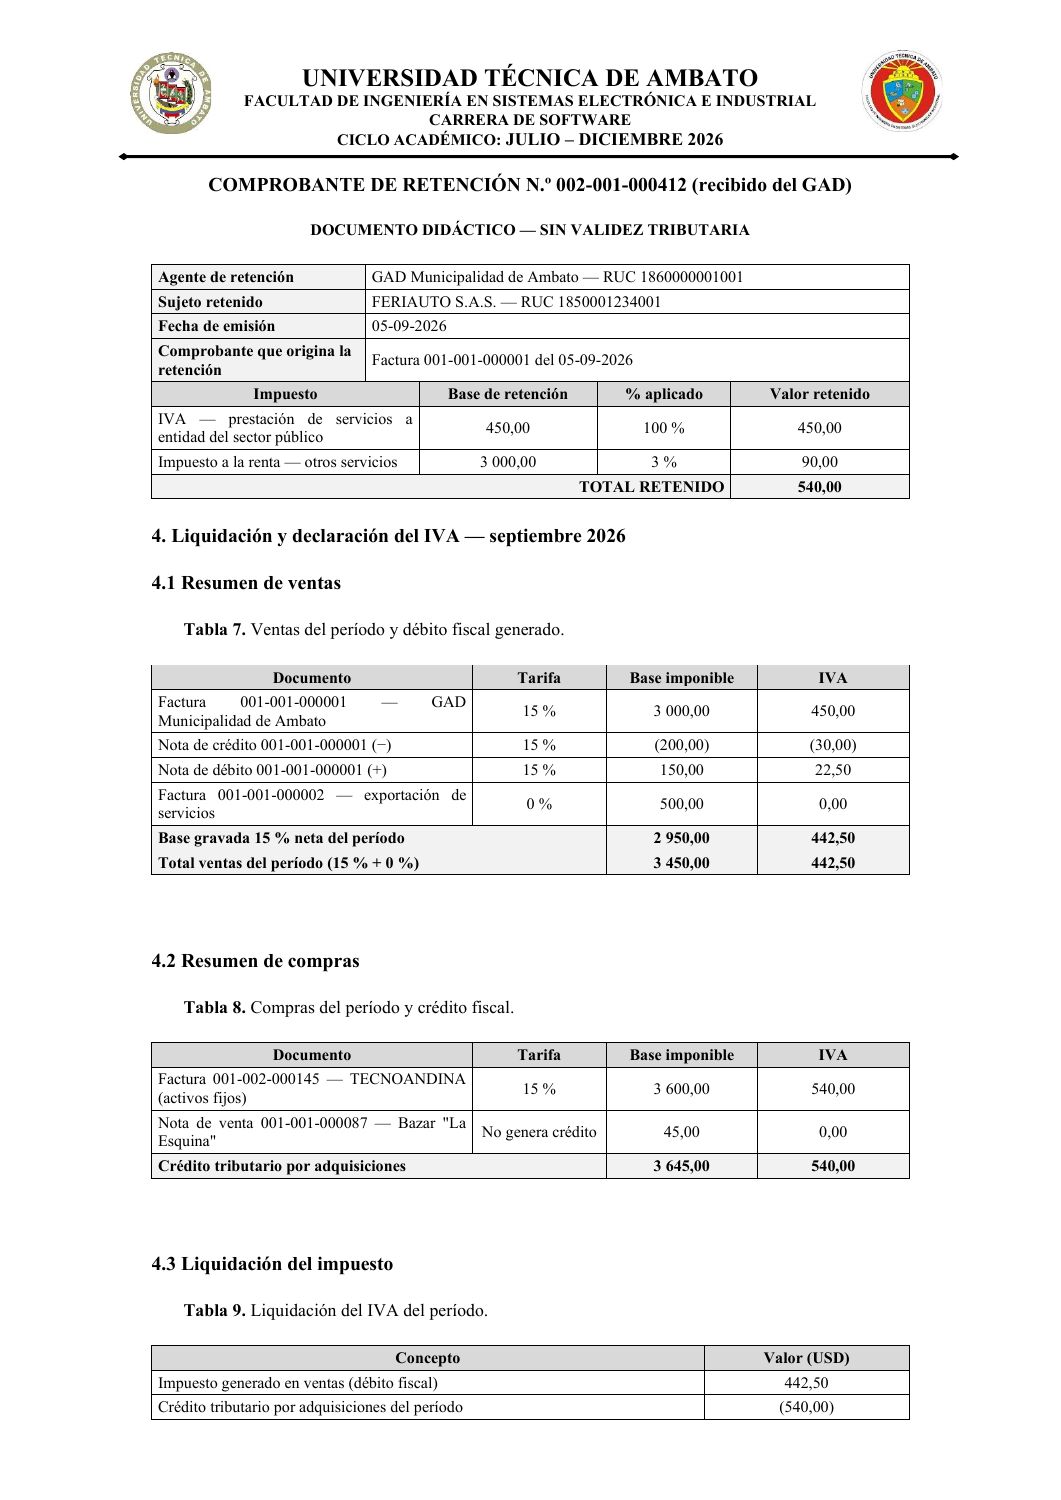 UNIVERSIDAD TÉCNICA DE AMBATO
FACULTAD DE INGENIERÍA EN SISTEMAS ELECTRÓNICA E INDUSTRIAL
CARRERA DE SOFTWARE
CICLO ACADÉMICO: JULIO – DICIEMBRE 2026
COMPROBANTE DE RETENCIÓN N.º 002-001-000412 (recibido del GAD)
DOCUMENTO DIDÁCTICO — SIN VALIDEZ TRIBUTARIA
Agente de retención GAD Municipalidad de Ambato — RUC 1860000001001
Sujeto retenido FERIAUTO S.A.S. — RUC 1850001234001
Fecha de emisión 05-09-2026
Comprobante que origina la
retención Factura 001-001-000001 del 05-09-2026
Impuesto Base de retención % aplicado Valor retenido
IVA — prestación de servicios a
entidad del sector público 450,00 100 % 450,00
Impuesto a la renta — otros servicios 3 000,00 3 % 90,00
TOTAL RETENIDO 540,00
4. Liquidación y declaración del IVA — septiembre 2026
4.1 Resumen de ventas
Tabla 7. Ventas del período y débito fiscal generado.
Documento Tarifa Base imponible IVA
Factura 001-001-000001 — GAD
Municipalidad de Ambato 15 % 3 000,00 450,00
Nota de crédito 001-001-000001 (−) 15 % (200,00) (30,00)
Nota de débito 001-001-000001 (+) 15 % 150,00 22,50
Factura 001-001-000002 — exportación de
servicios 0 % 500,00 0,00
Base gravada 15 % neta del período 2 950,00 442,50
Total ventas del período (15 % + 0 %) 3 450,00 442,50
4.2 Resumen de compras
Tabla 8. Compras del período y crédito fiscal.
Documento Tarifa Base imponible IVA
Factura 001-002-000145 — TECNOANDINA
(activos fijos) 15 % 3 600,00 540,00
Nota de venta 001-001-000087 — Bazar "La
Esquina" No genera crédito 45,00 0,00
Crédito tributario por adquisiciones 3 645,00 540,00
4.3 Liquidación del impuesto
Tabla 9. Liquidación del IVA del período.
Concepto Valor (USD)
Impuesto generado en ventas (débito fiscal) 442,50
Crédito tributario por adquisiciones del período (540,00)